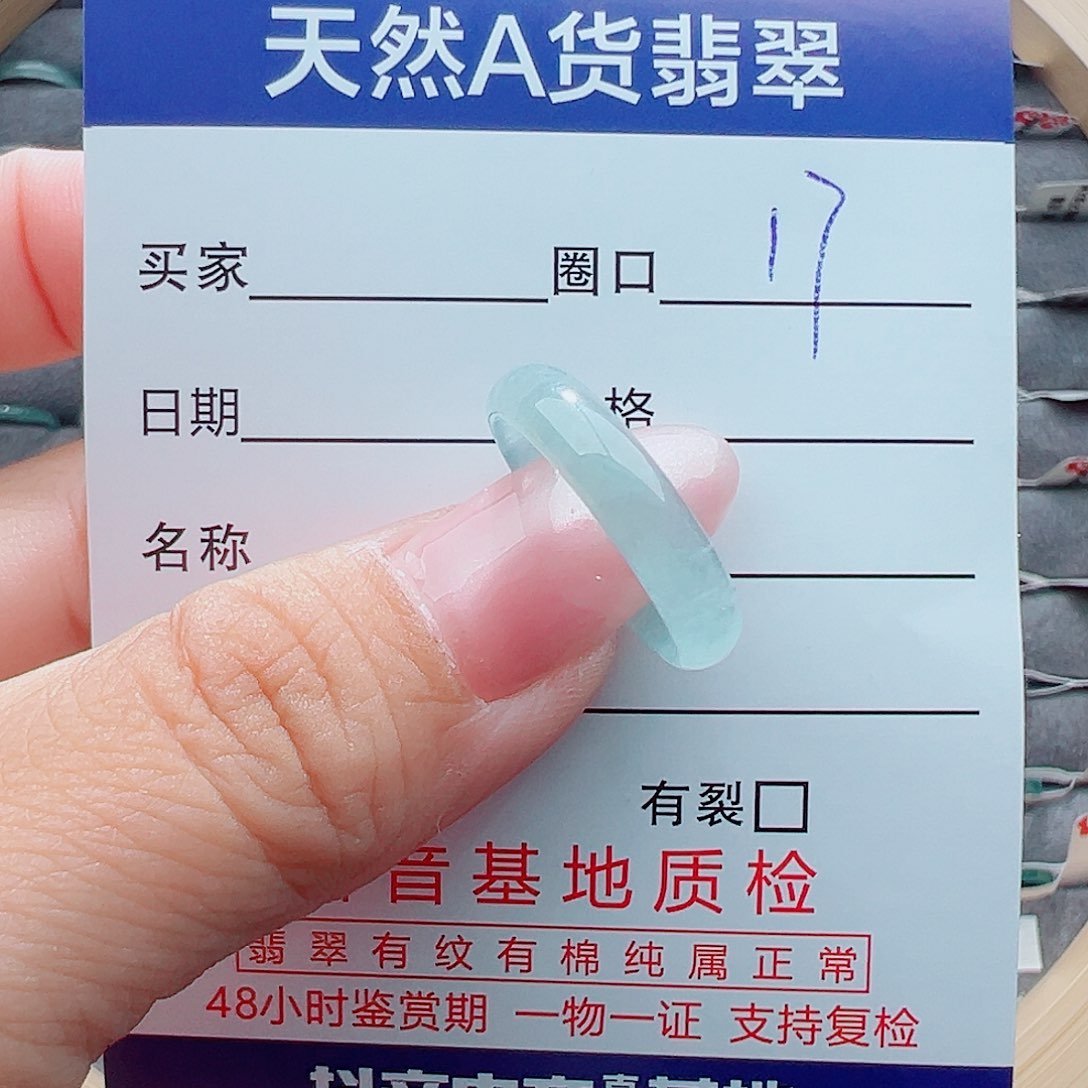 天然A货翡翠
买家 圈口 17
日期 格
名称
有裂
音基地质检
翡翠有纹有棉纯属正常
48小时鉴赏期 一物一证 支持复检